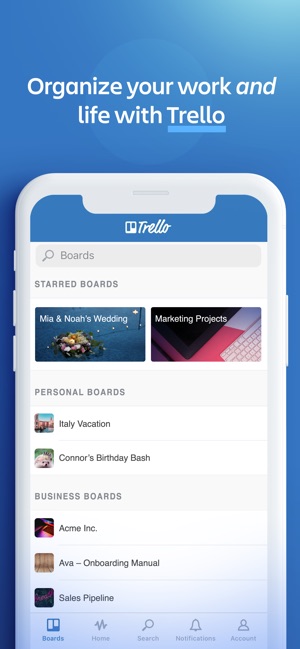 Organize your work and
life with Trello
Trello
Boards
STARRED BOARDS
Mia & Noah's Wedding
Marketing Projects
PERSONAL BOARDS
Italy Vacation
Connor's Birthday Bash
BUSINESS BOARDS
Acme Inc.
Ava – Onboarding Manual
Sales Pipeline
Boards Home Search Notifications Account